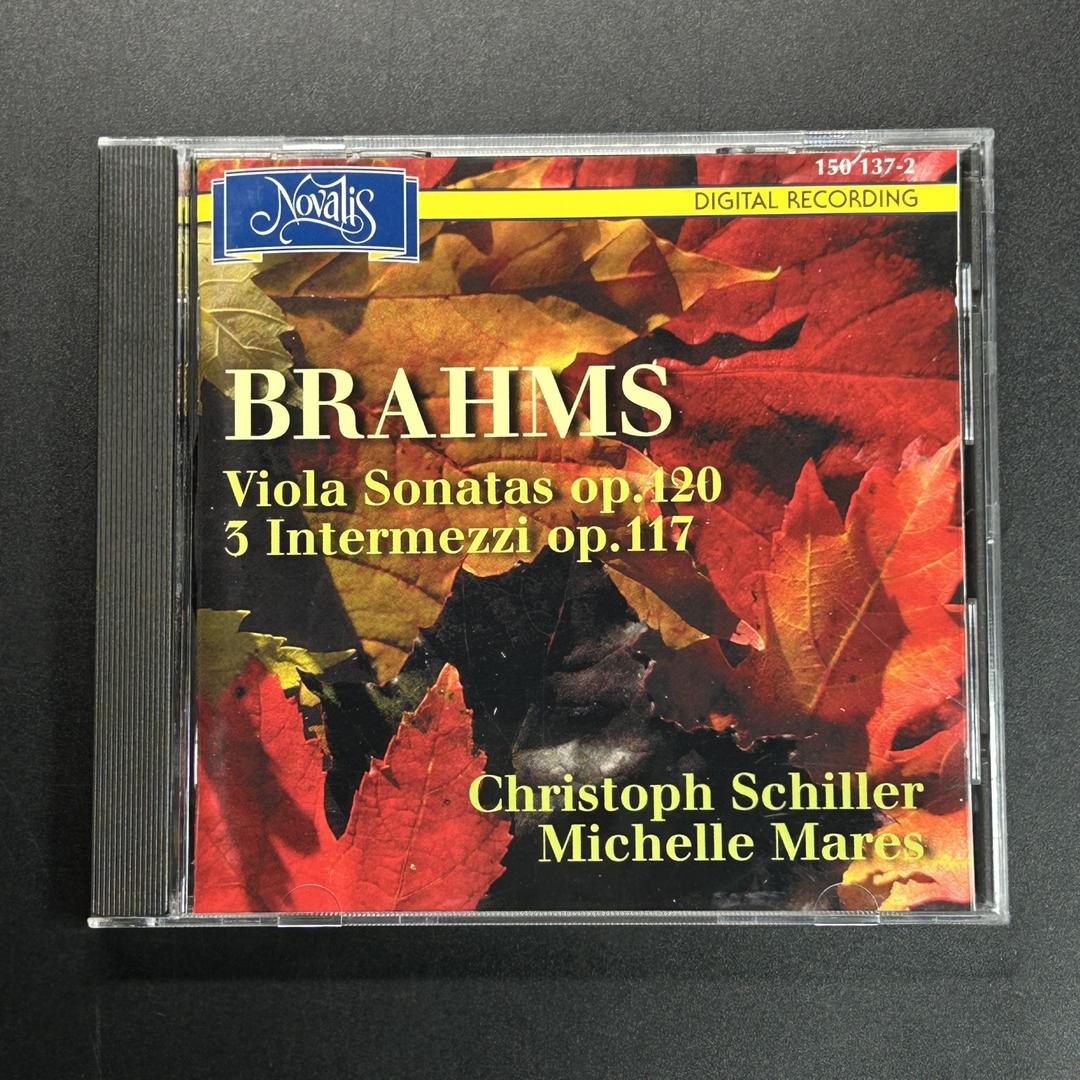 150 137-2
Novalis
DIGITAL RECORDING
BRAHMS
Viola Sonatas op.120
3 Intermezzi op.117
Christoph Schiller
Michelle Mares